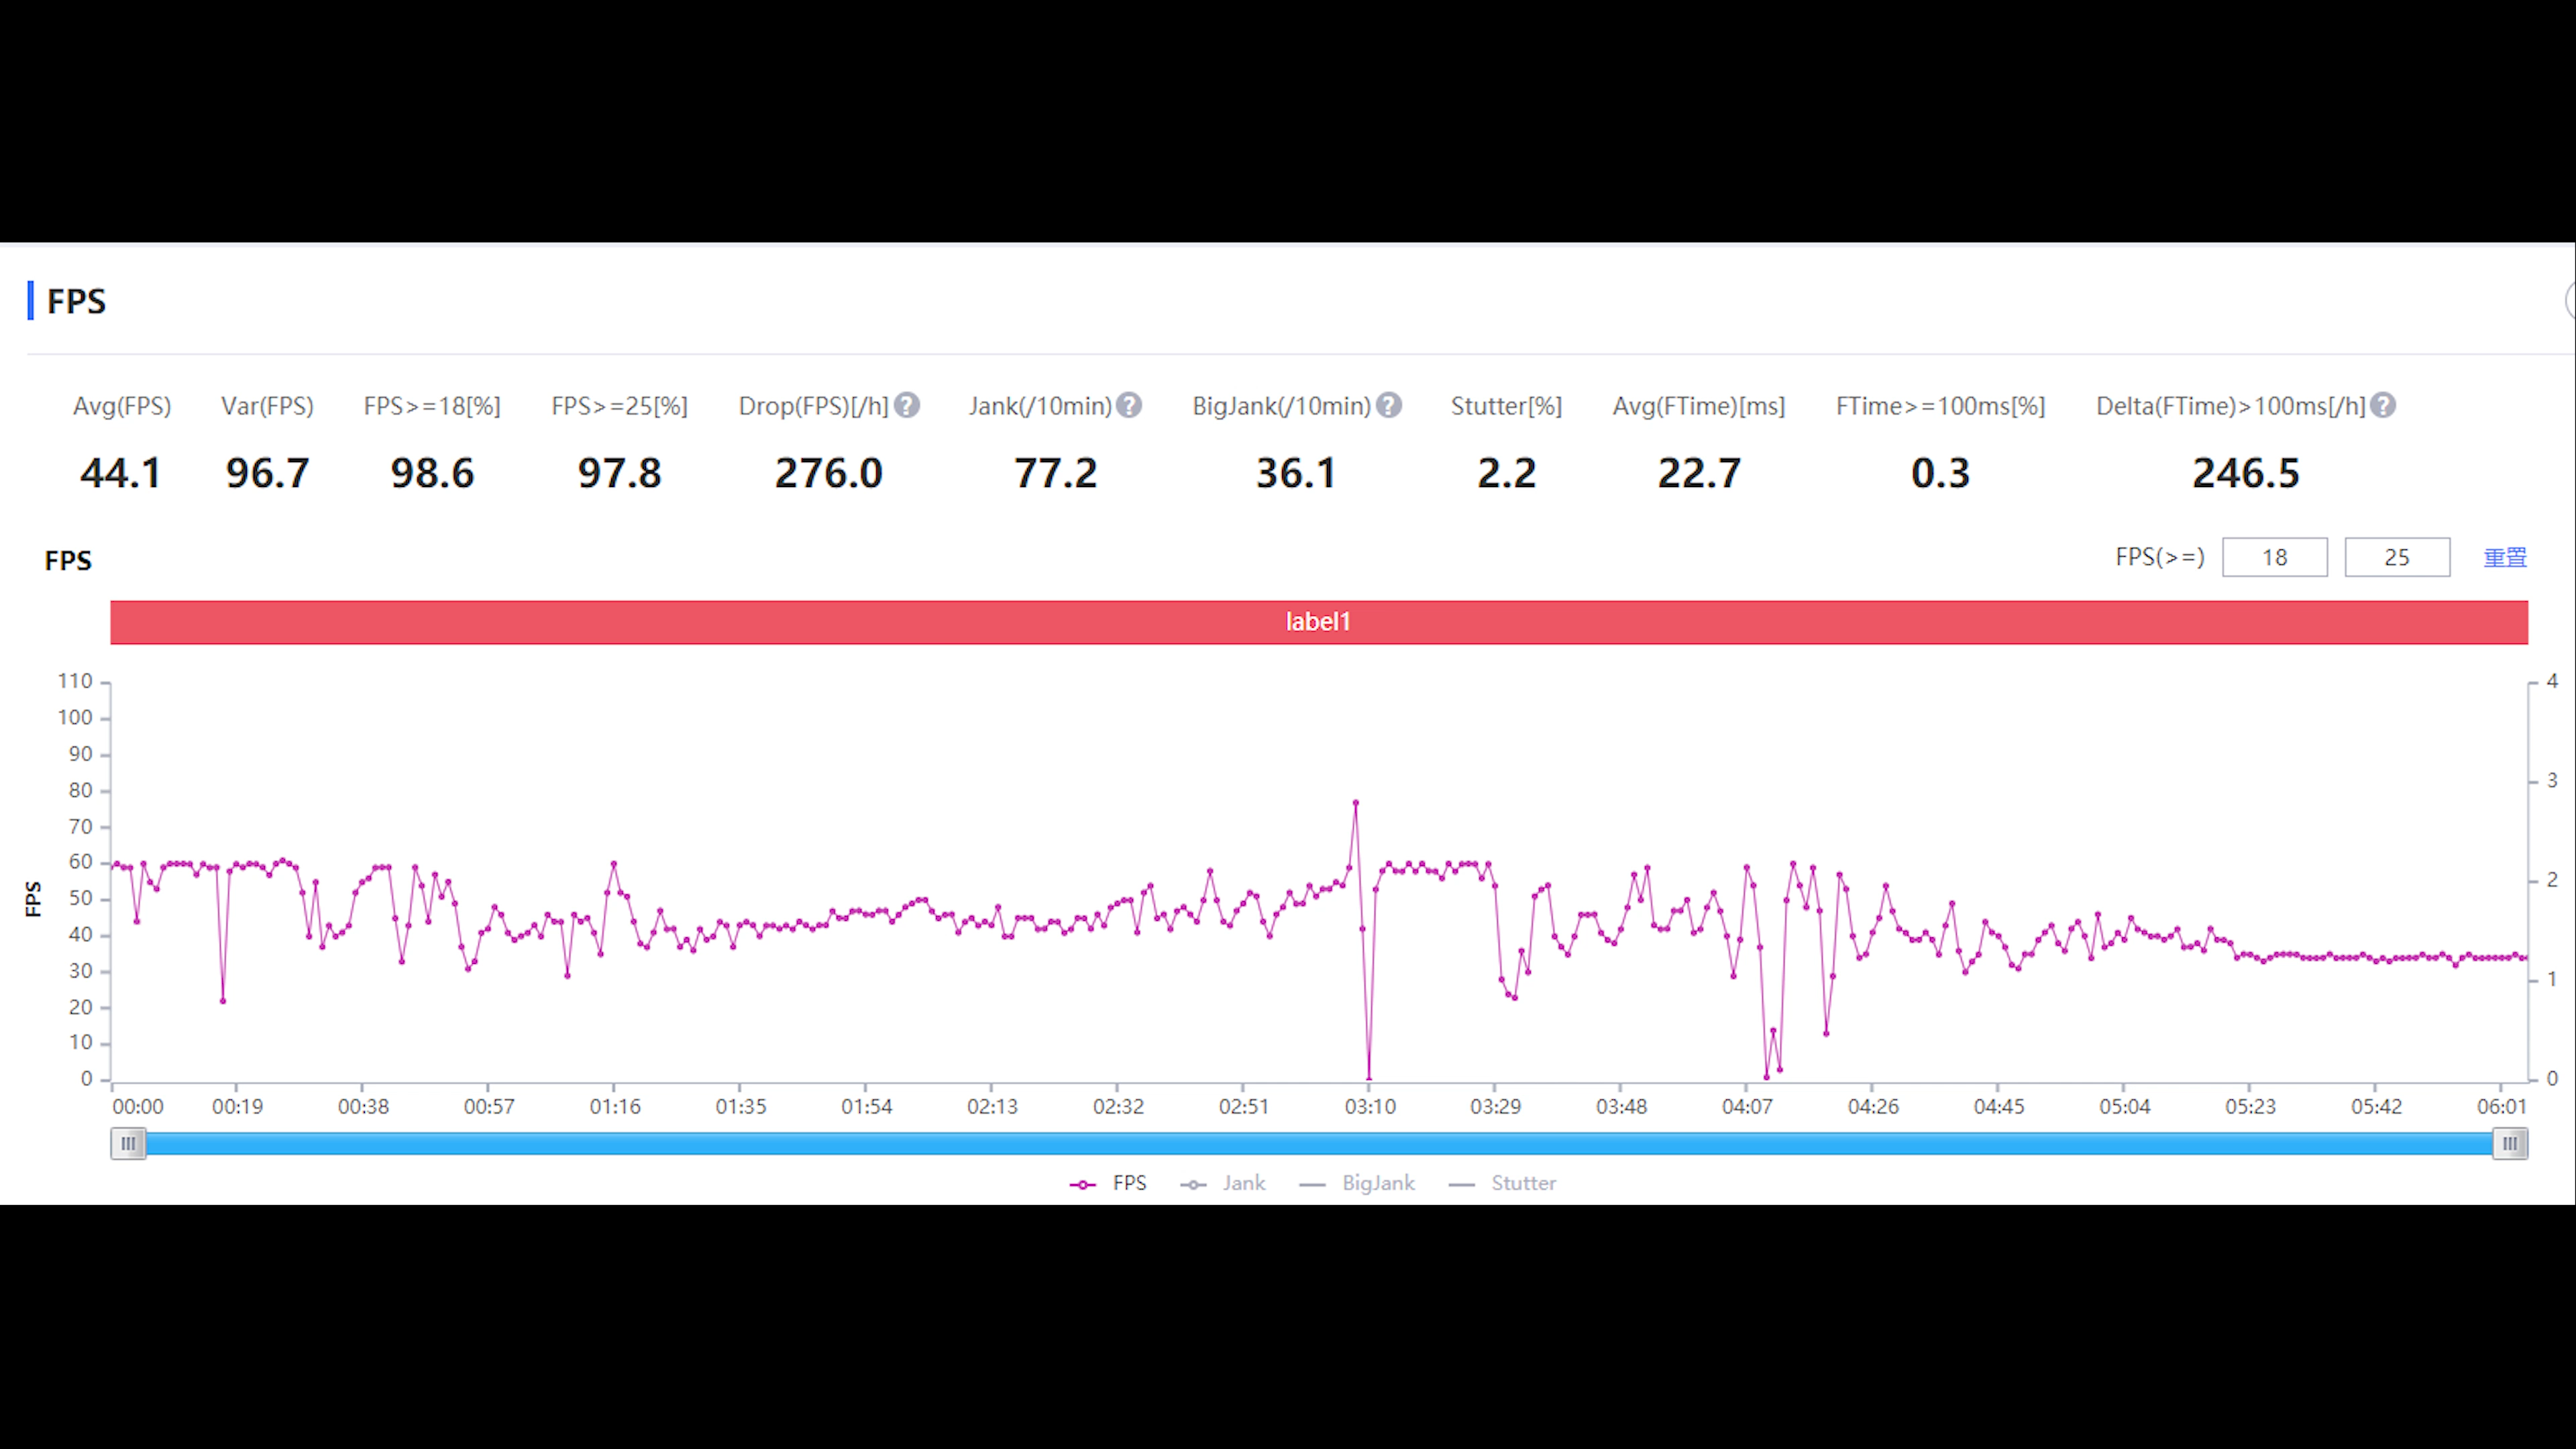 FPS
Avg(FPS) Var(FPS) FPS>=18[%] FPS>=25[%] Drop(FPS)[/h] ? Jank(/10min) ? BigJank(/10min) ? Stutter[%] Avg(FTime)[ms] FTime>=100ms[%] Delta(FTime)>100ms[/h] ?
44.1 96.7 98.6 97.8 276.0 77.2 36.1 2.2 22.7 0.3 246.5
FPS FPS(>=) 18 25 重置
label1
110 4
100
90
80 3
70
60
50 2
40
30 1
20
10
0 0
FPS
00:00 00:19 00:38 00:57 01:16 01:35 01:54 02:13 02:32 02:51 03:10 03:29 03:48 04:07 04:26 04:45 05:04 05:23 05:42 06:01
FPS Jank BigJank Stutter